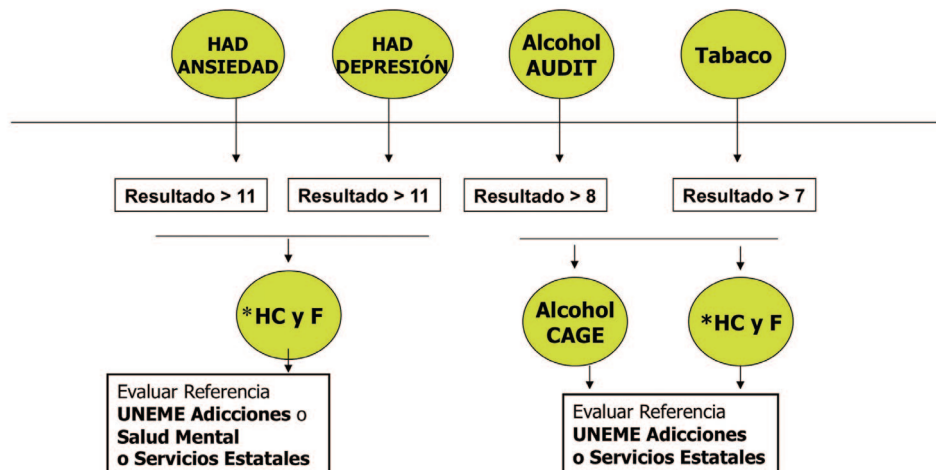 HAD
ANSIEDAD
HAD
DEPRESIÓN
Alcohol
AUDIT
Tabaco
Resultado > 11
Resultado > 11
Resultado > 8
Resultado > 7
*HC y F
Alcohol
CAGE
*HC y F
Evaluar Referencia
UNEME Adicciones o
Salud Mental
o Servicios Estatales
Evaluar Referencia
UNEME Adicciones
o Servicios Estatales